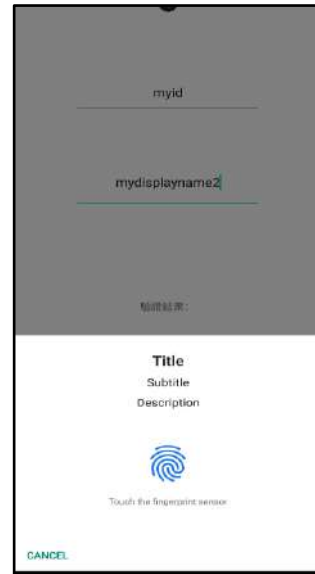 myid
mydisplayname2
驗證結果:
Title
Subtitle
Description
Touch the fingerprint sensor
CANCEL